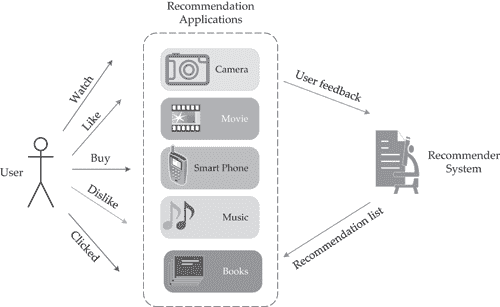 Recommendation
Applications
Watch
Like
Buy
Dislike
Clicked
User
Camera
Movie
Smart Phone
Music
Books
User feedback
Recommendation list
Recommender
System